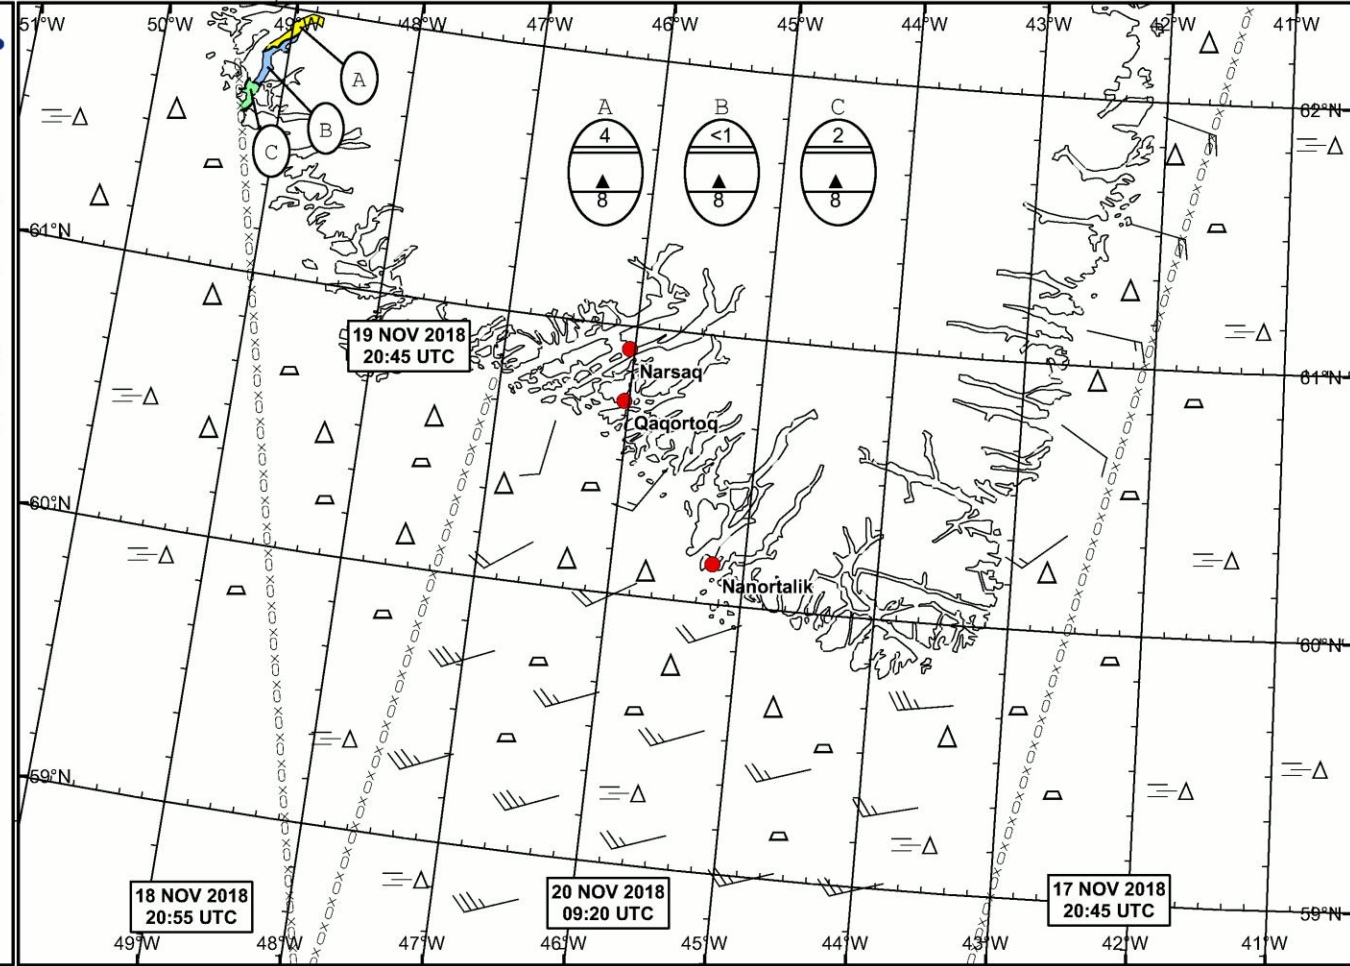 51°W 50°W 49°W 48°W 47°W 46°W 45°W 44°W 43°W 42°W 41°W
A
B
C
A B C
4 <1 2
8 8 8
62°N
61°N
61°N
19 NOV 2018
20:45 UTC
Narsaq
Qaqortoq
60°N
Nanortalik
60°N
59°N
18 NOV 2018
20:55 UTC
20 NOV 2018
09:20 UTC
17 NOV 2018
20:45 UTC
59°N
49°W 48°W 47°W 46°W 45°W 44°W 43°W 42°W 41°W